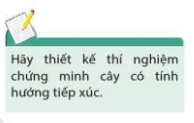 Hãy thiết kế thí nghiệm
chứng minh cây có tính
hướng tiếp xúc.